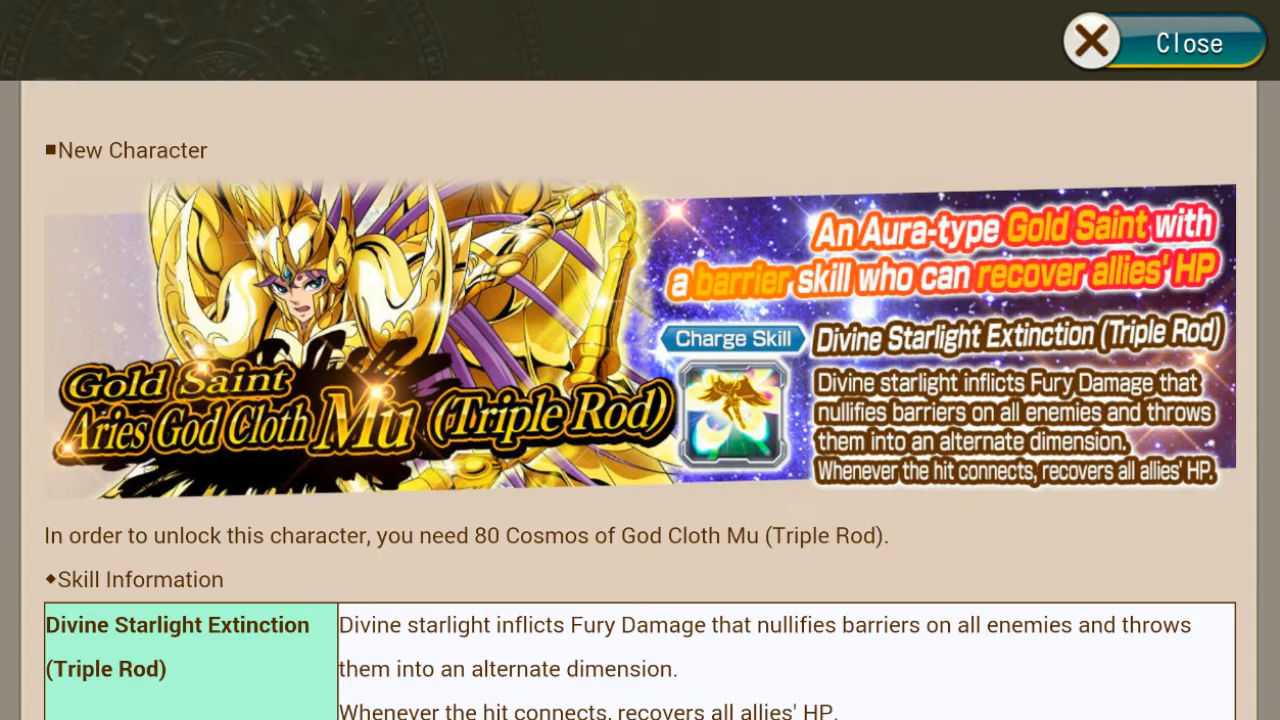 Close
■New Character
An Aura-type Gold Saint with
a barrier skill who can recover allies' HP
Charge Skill
Divine Starlight Extinction (Triple Rod)
Divine starlight inflicts Fury Damage that
nullifies barriers on all enemies and throws
them into an alternate dimension.
Whenever the hit connects, recovers all allies' HP.
Gold Saint
Aries God Cloth Mu (Triple Rod)
In order to unlock this character, you need 80 Cosmos of God Cloth Mu (Triple Rod).
◆Skill Information
Divine Starlight Extinction
(Triple Rod)
Divine starlight inflicts Fury Damage that nullifies barriers on all enemies and throws
them into an alternate dimension.
Whenever the hit connects, recovers all allies' HP.